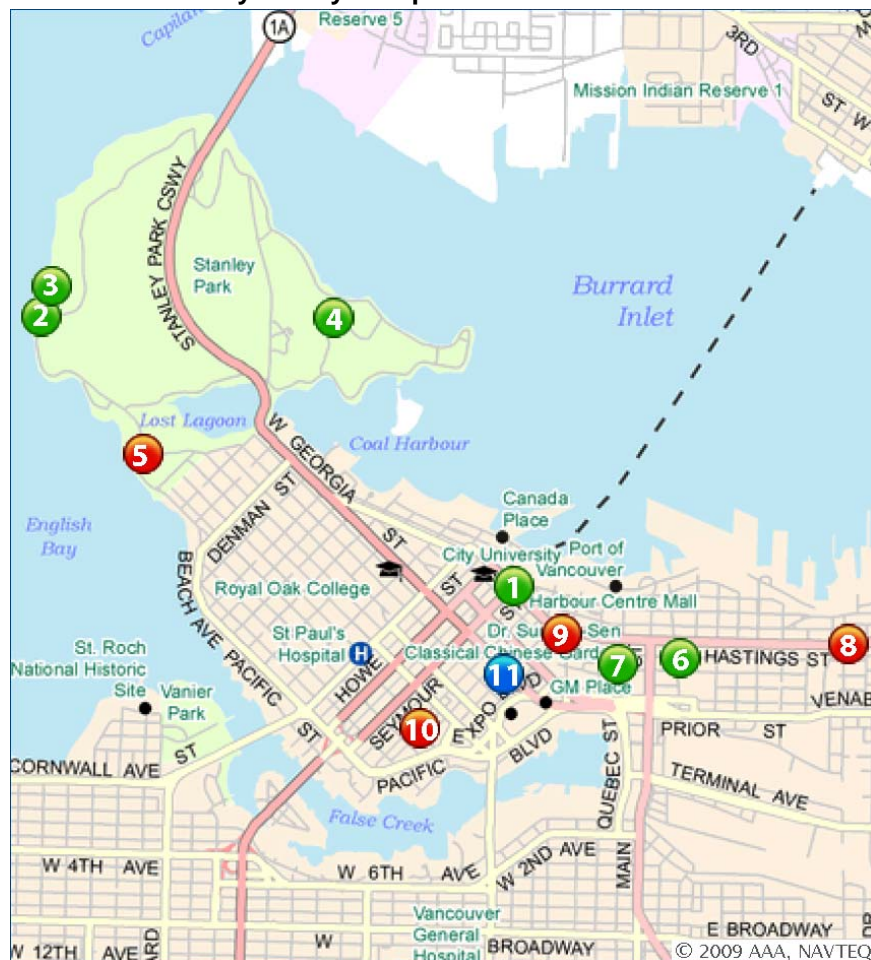 Reserve 5
1A
3RD
Mission Indian Reserve 1
ST W
STANLEY PARK CSWY
Stanley
Park
3
2
4
Burrard
Inlet
Lost Lagoon
Coal Harbour
5
W GEORGIA
ST
English
Bay
DENMAN ST
Canada
Place
City University
Port of
Vancouver
BEACH AVE
Royal Oak College
ST
1
Harbour Centre Mall
St Paul's
Hospital
H
Dr. Su
Sen
9
8
Classical Chinese Gard
7
6
HASTINGS ST
St. Roch
National Historic
Site
Vanier
Park
PACIFIC
ST
HOWE
SEYMOUR
11
GM Place
10
EXPO
BLVD
PACIFIC
VENAB
PRIOR ST
QUEBEC ST
TERMINAL AVE
CORNWALL AVE
ST
False Creek
W 4TH AVE
W 6TH AVE
W 2ND AVE
MAIN
Vancouver
General
Hospital
E BROADWAY
W 12TH AVE
W
BROADWAY
© 2009 AAA, NAVTEQ